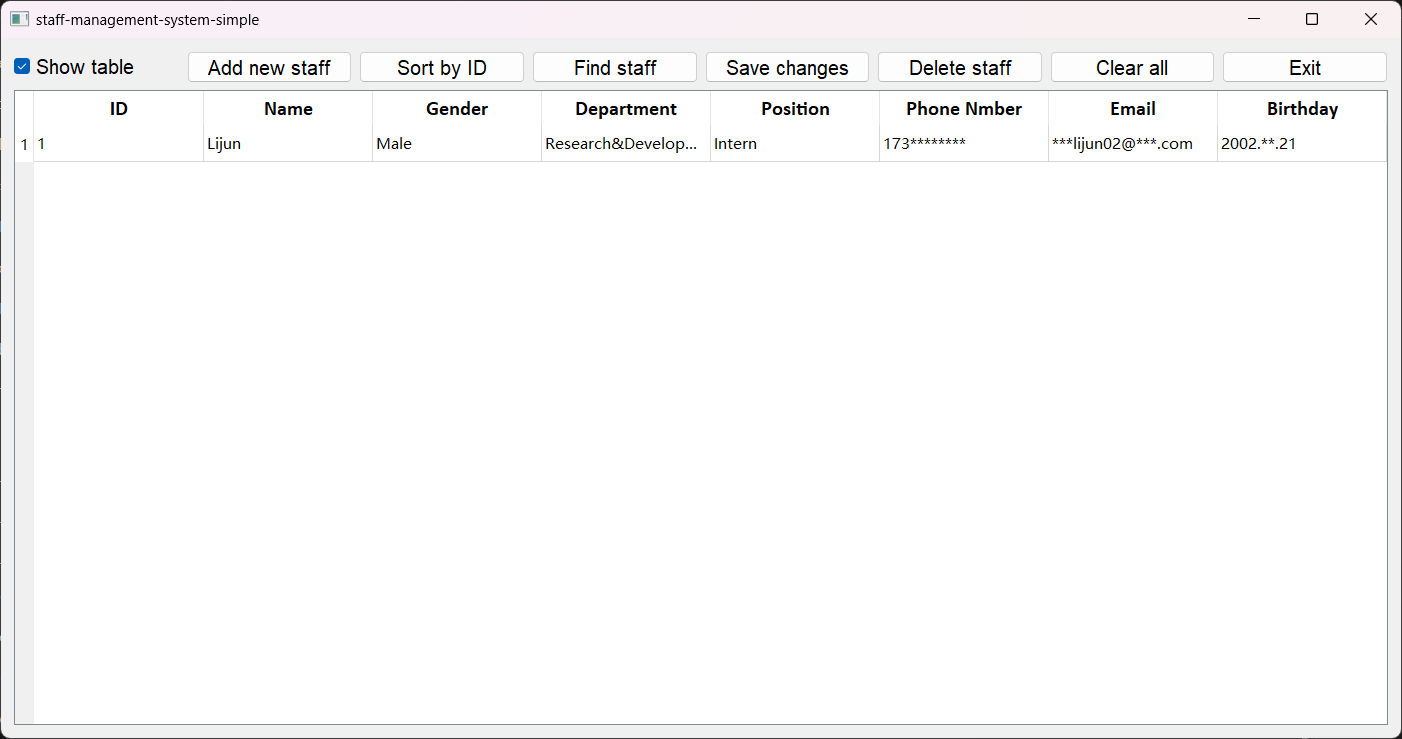 staff-management-system-simple
Show table Add new staff Sort by ID Find staff Save changes Delete staff Clear all Exit
ID Name Gender Department Position Phone Nmber Email Birthday
1 1 Lijun Male Research&Develop... Intern 173******** ***lijun02@***.com 2002.**.21